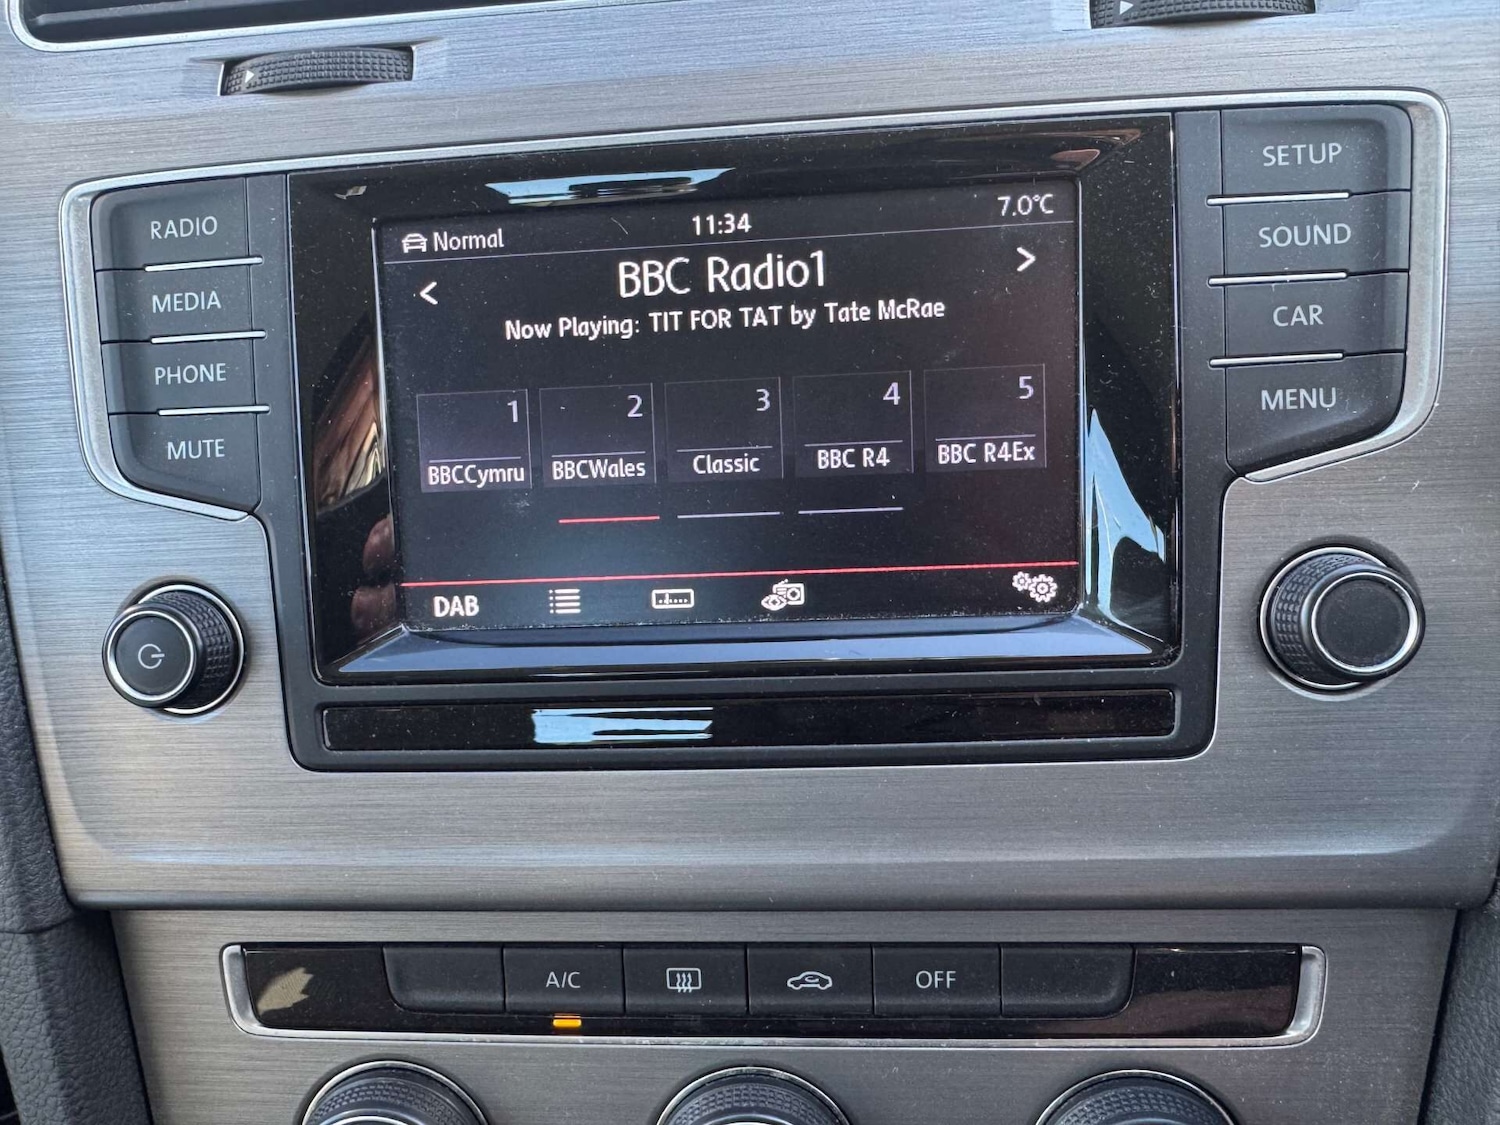 RADIO
MEDIA
PHONE
MUTE
Normal
11:34
7.0°C
<
BBC Radio1
>
Now Playing: TIT FOR TAT by Tate McRae
1
BBCCymru
2
BBCWales
3
Classic
4
BBC R4
5
BBC R4Ex
DAB
SETUP
SOUND
CAR
MENU
A/C
OFF